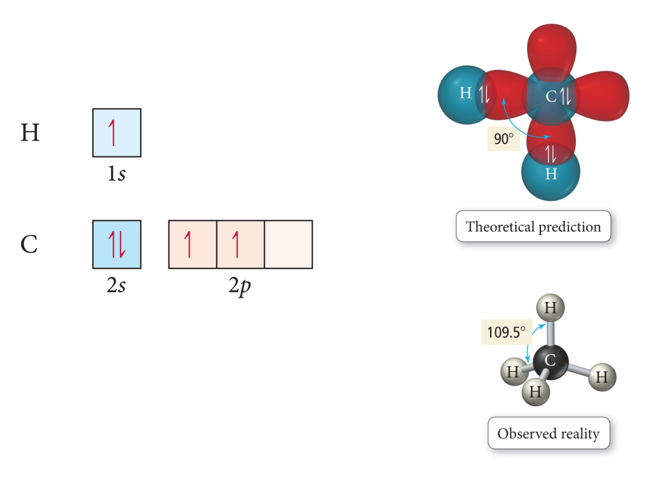 H
1s
C
2s
2p
H
C
90°
H
Theoretical prediction
H
109.5°
C
H
H
H
Observed reality